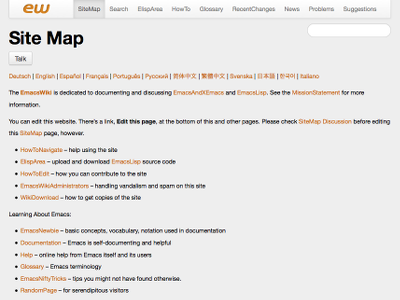 ew SiteMap Search ElispArea HowTo Glossary RecentChanges News Problems Suggestions
Site Map
Talk
Deutsch | English | Español | Français | Português | Русский | 简体中文 | 繁體中文 | Svenska | 日本語 | 한국어 | Italiano
The EmacsWiki is dedicated to documenting and discussing EmacsAndXEmacs and EmacsLisp. See the MissionStatement for more
information.
You can edit this website. There's a link, Edit this page, at the bottom of this and other pages. Please check SiteMap Discussion before editing
this SiteMap page, however.
• HowToNavigate – help using the site
• ElispArea – upload and download EmacsLisp source code
• HowToEdit – how you can contribute to the site
• EmacsWikiAdministrators – handling vandalism and spam on this site
• WikiDownload – how to get copies of the site
Learning About Emacs:
• EmacsNewbie – basic concepts, vocabulary, notation used in documentation
• Documentation – Emacs is self-documenting and helpful
• Help – online help from Emacs itself and its users
• Glossary – Emacs terminology
• EmacsNiftyTricks – tips you might not have found otherwise.
• RandomPage – for serendipitous visitors